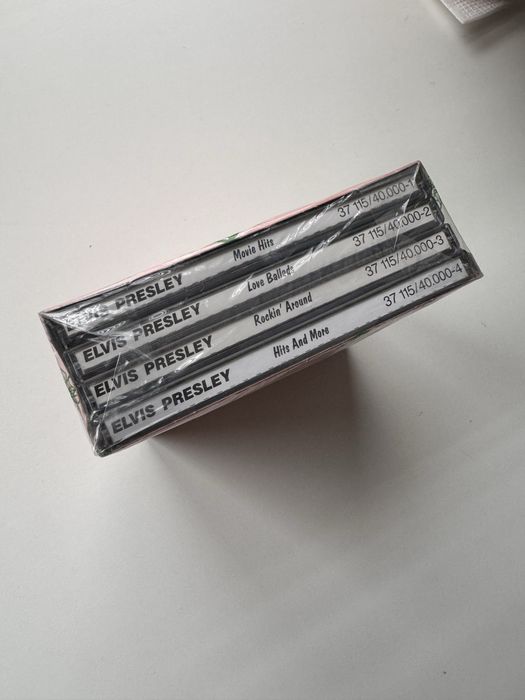 ELVIS PRESLEY Movie Hits 37 115/40.000-1
ELVIS PRESLEY Love Ballads 37 115/40.000-2
ELVIS PRESLEY Rockin' Around 37 115/40.000-3
ELVIS PRESLEY Hits And More 37 115/40.000-4